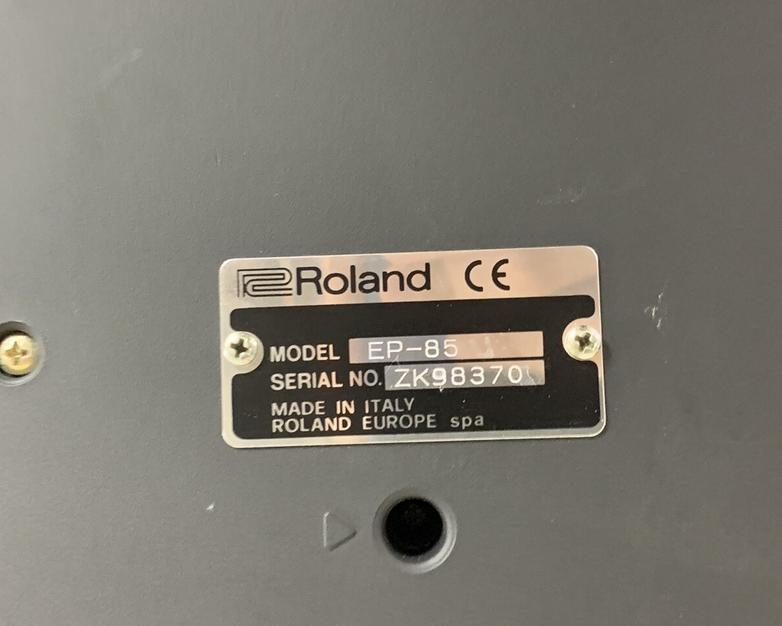 Roland CE
MODEL EP-85
SERIAL NO. ZK98370
MADE IN ITALY
ROLAND EUROPE spa